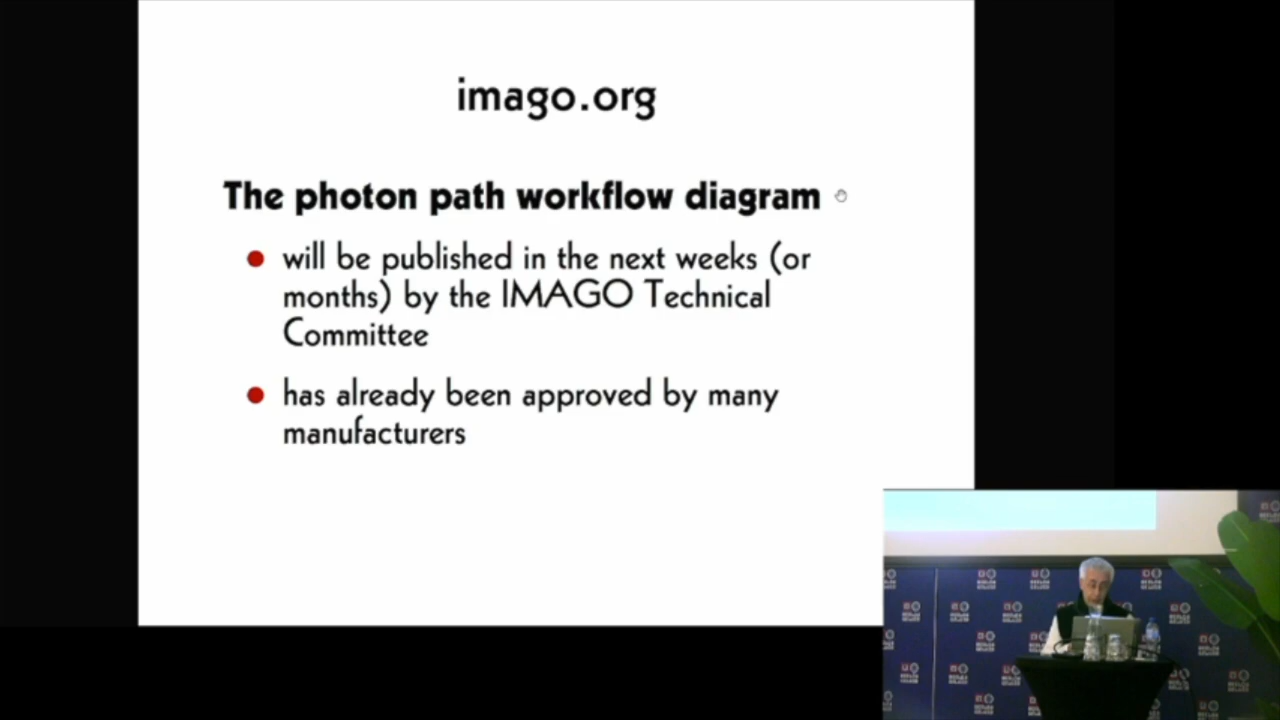 imago.org
The photon path workflow diagram
will be published in the next weeks (or
months) by the IMAGO Technical
Committee
has already been approved by many
manufacturers